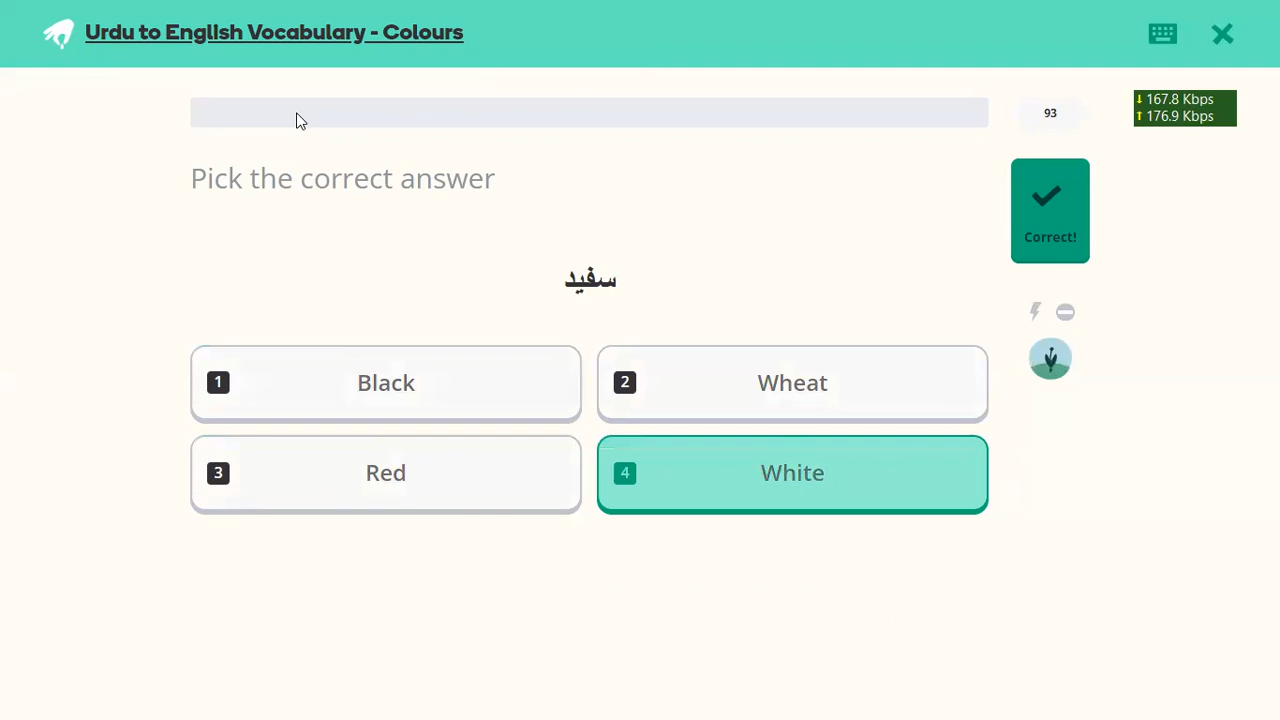 Urdu to English Vocabulary - Colours
93
↓ 167.8 Kbps
↑ 176.9 Kbps
Pick the correct answer
Correct!
سفید
1 Black
2 Wheat
3 Red
4 White